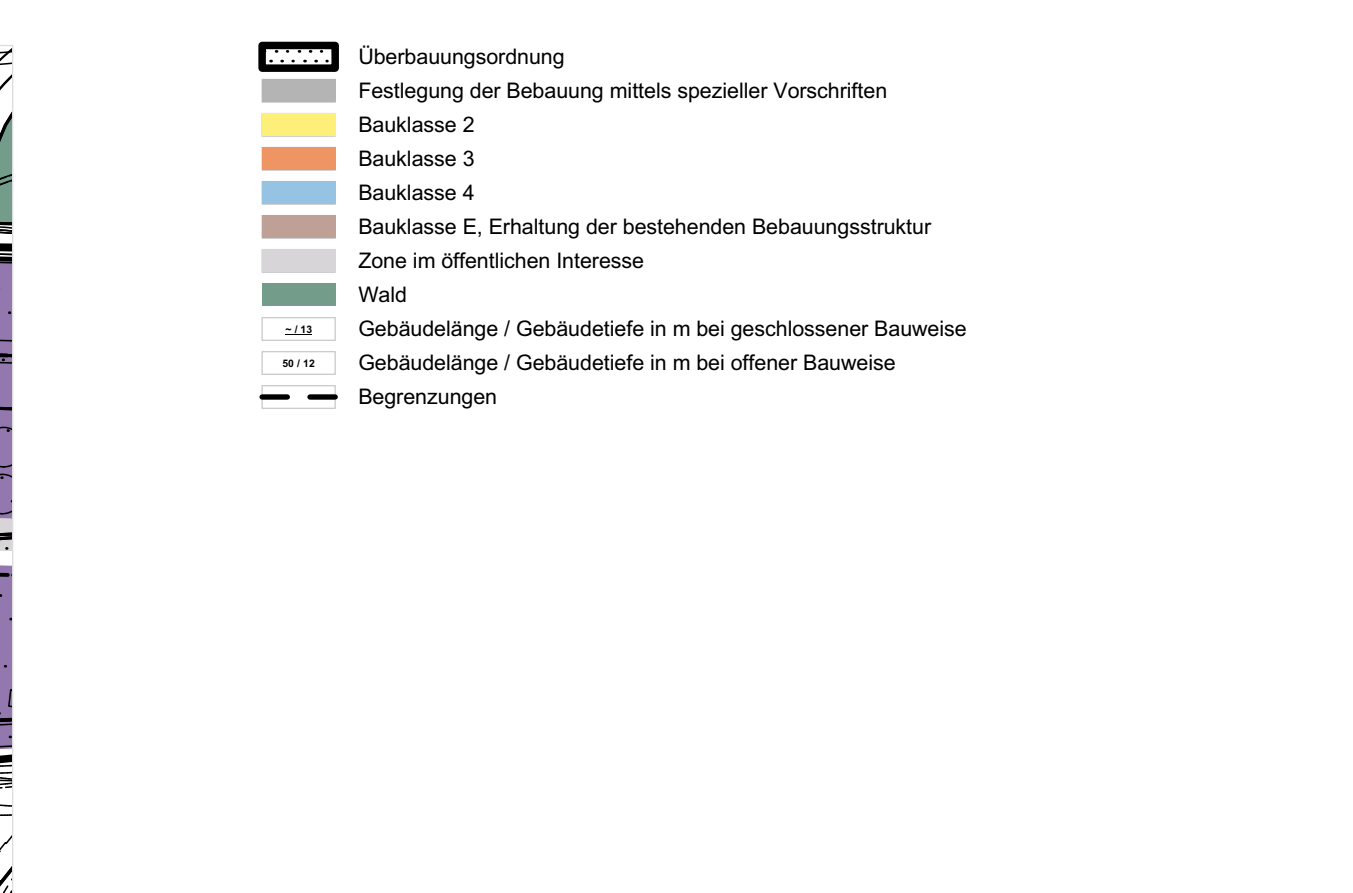 Überbauungsordnung
Festlegung der Bebauung mittels spezieller Vorschriften
Bauklasse 2
Bauklasse 3
Bauklasse 4
Bauklasse E, Erhaltung der bestehenden Bebauungsstruktur
Zone im öffentlichen Interesse
Wald
~ / 13 Gebäudelänge / Gebäudetiefe in m bei geschlossener Bauweise
50 / 12 Gebäudelänge / Gebäudetiefe in m bei offener Bauweise
Begrenzungen